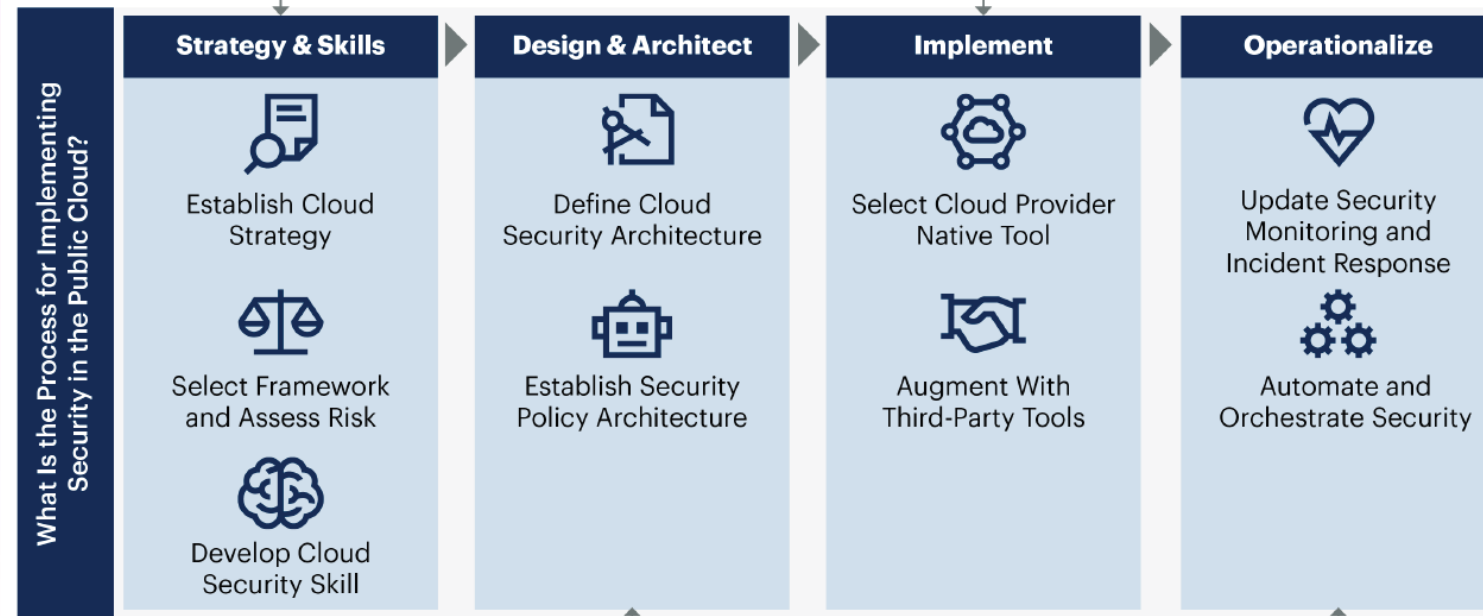 What Is the Process for Implementing
Security in the Public Cloud?
Strategy & Skills
Establish Cloud
Strategy
Select Framework
and Assess Risk
Develop Cloud
Security Skill
Design & Architect
Define Cloud
Security Architecture
Establish Security
Policy Architecture
Implement
Select Cloud Provider
Native Tool
Augment With
Third-Party Tools
Operationalize
Update Security
Monitoring and
Incident Response
Automate and
Orchestrate Security